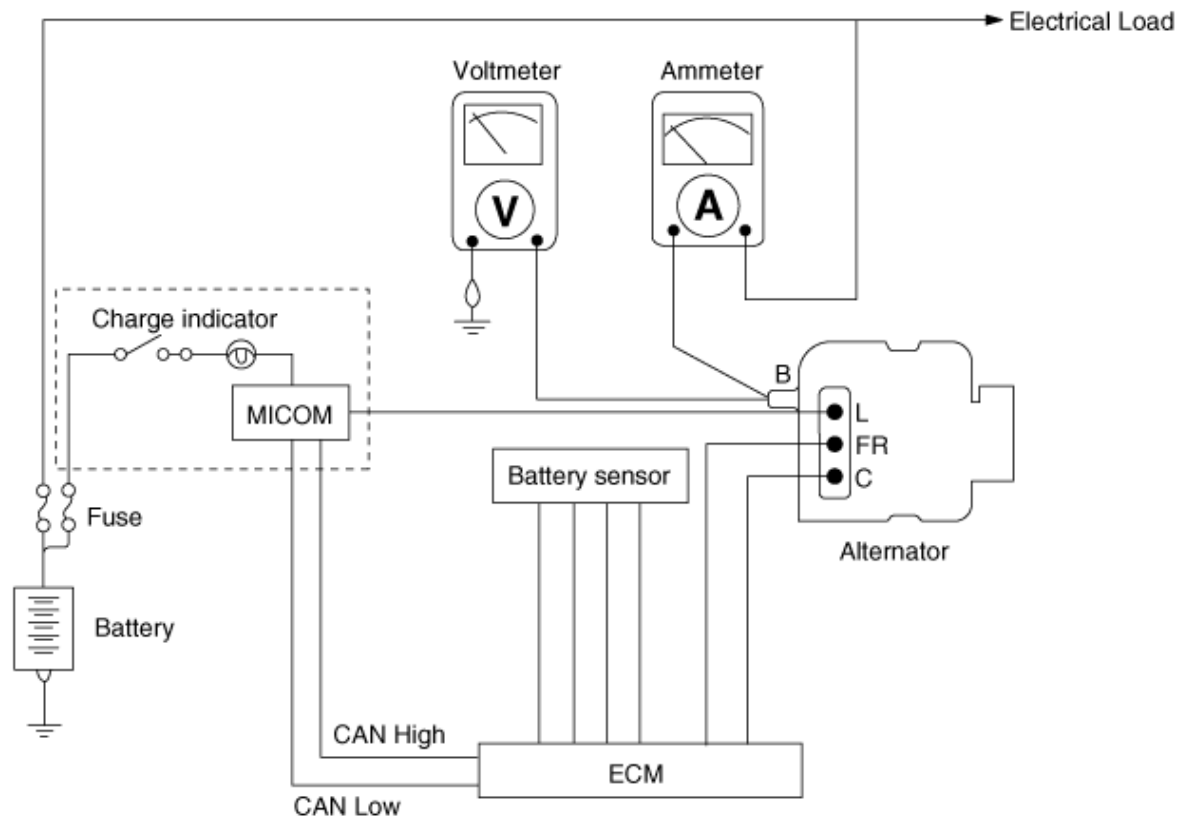 Electrical Load
Voltmeter
Ammeter
V
A
Charge indicator
B
MICOM
L
FR
Battery sensor
C
Fuse
Alternator
Battery
CAN High
ECM
CAN Low